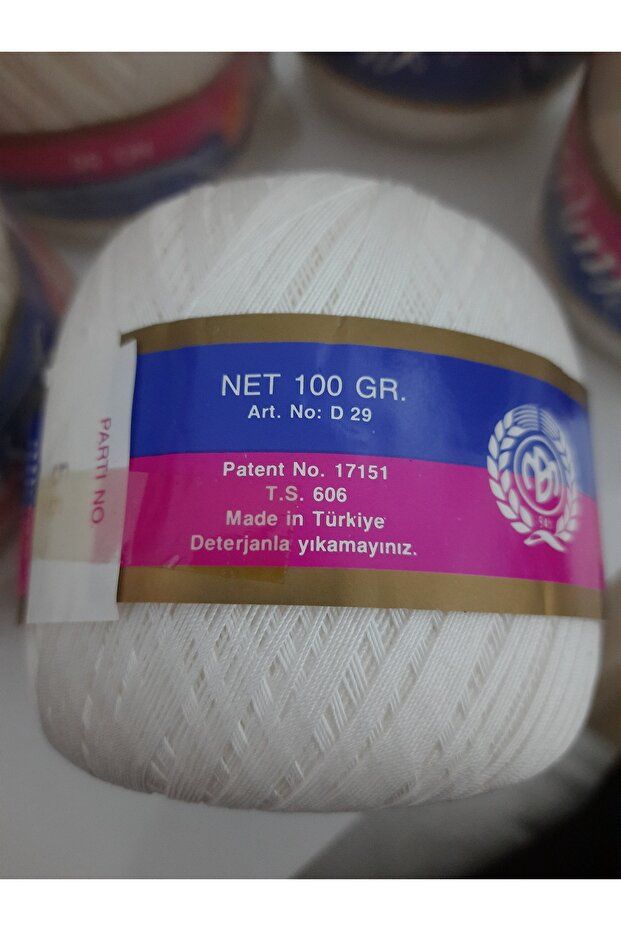 NET 100 GR.
Art. No: D 29
Patent No. 17151
T.S. 606
Made in Türkiye
Deterjanla yıkamayınız.
PARTI NO